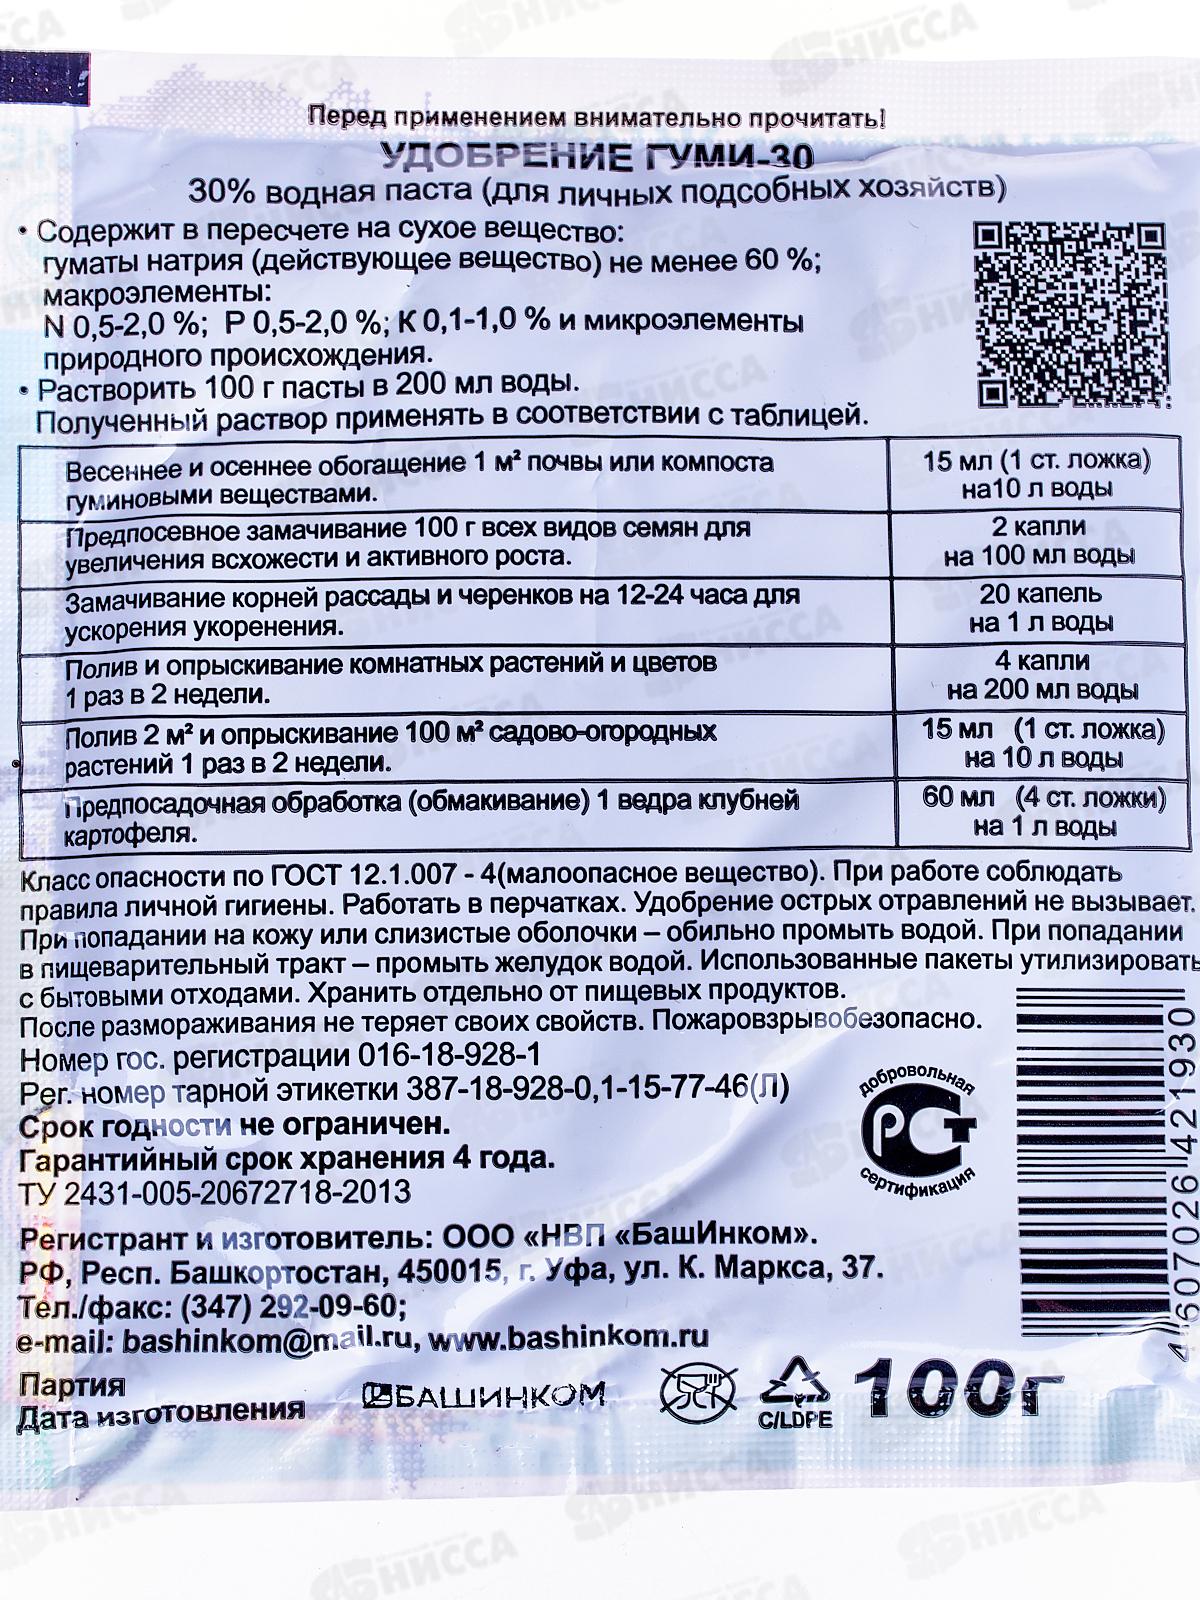 Перед применением внимательно прочитать!
УДОБРЕНИЕ ГУМИ-30
30% водная паста (для личных подсобных хозяйств)
• Содержит в пересчете на сухое вещество:
гуматы натрия (действующее вещество) не менее 60 %;
макроэлементы:
N 0,5-2,0 %; P 0,5-2,0 %; K 0,1-1,0 % и микроэлементы
природного происхождения.
• Растворить 100 г пасты в 200 мл воды.
Полученный раствор применять в соответствии с таблицей.
Весеннее и осеннее обогащение 1 м² почвы или компоста
гуминовыми веществами.
15 мл (1 ст. ложка)
на10 л воды
Предпосевное замачивание 100 г всех видов семян для
увеличения всхожести и активного роста.
2 капли
на 100 мл воды
Замачивание корней рассады и черенков на 12-24 часа для
ускорения укоренения.
20 капель
на 1 л воды
Полив и опрыскивание комнатных растений и цветов
1 раз в 2 недели.
4 капли
на 200 мл воды
Полив 2 м² и опрыскивание 100 м² садово-огородных
растений 1 раз в 2 недели.
15 мл (1 ст. ложка)
на 10 л воды
Предпосадочная обработка (обмакивание) 1 ведра клубней
картофеля.
60 мл (4 ст. ложки)
на 1 л воды
Класс опасности по ГОСТ 12.1.007 - 4(малоопасное вещество). При работе соблюдать
правила личной гигиены. Работать в перчатках. Удобрение острых отравлений не вызывает.
При попадании на кожу или слизистые оболочки – обильно промыть водой. При попадании
в пищеварительный тракт – промыть желудок водой. Использованные пакеты утилизировать
с бытовыми отходами. Хранить отдельно от пищевых продуктов.
После размораживания не теряет своих свойств. Пожаровзрывобезопасно.
Номер гос. регистрации 016-18-928-1
Рег. номер тарной этикетки 387-18-928-0,1-15-77-46(Л)
Срок годности не ограничен.
Гарантийный срок хранения 4 года.
ТУ 2431-005-20672718-2013
добровольная
РСТ
сертификация
4 607026 421930
Регистрант и изготовитель: ООО «НВП «БашИнком».
РФ, Респ. Башкортостан, 450015, г. Уфа, ул. К. Маркса, 37.
Тел./факс: (347) 292-09-60;
e-mail: bashinkom@mail.ru, www.bashinkom.ru
Партия
Дата изготовления
БАШИНКОМ
C/LDPE
100г
НИССА